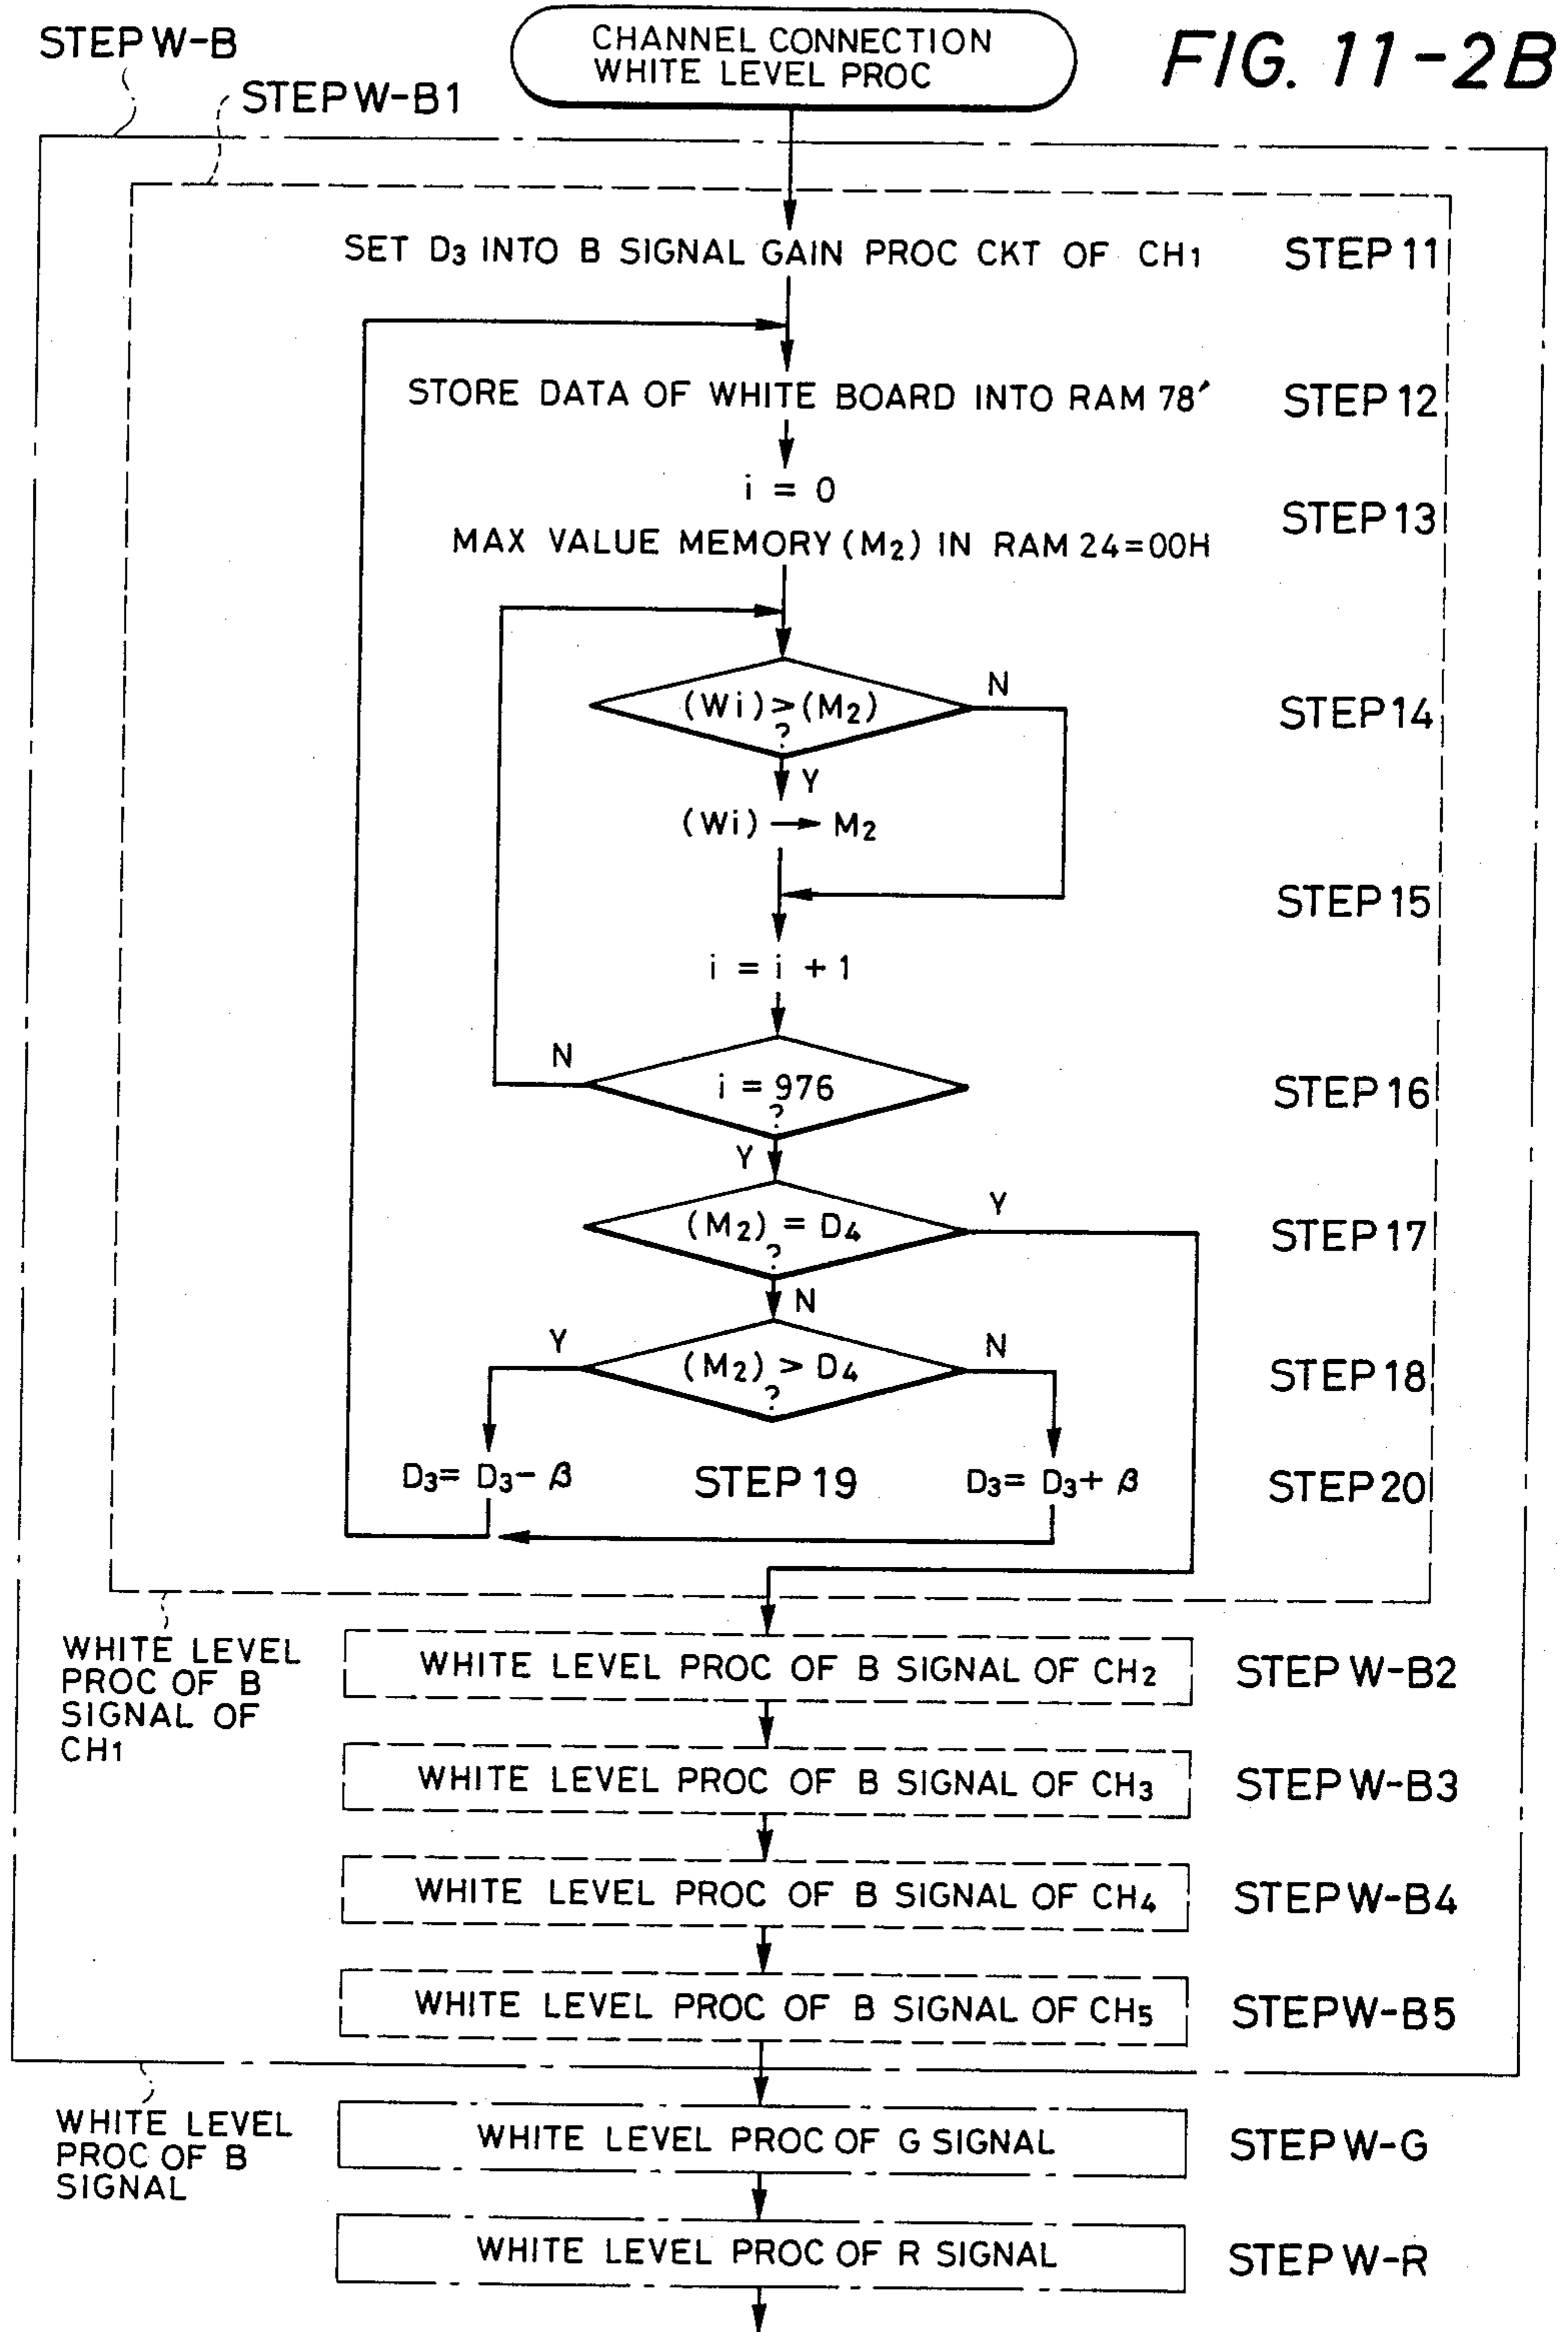 STEP W-B
CHANNEL CONNECTION
WHITE LEVEL PROC
FIG. 11-2B
STEP W-B1
SET D3 INTO B SIGNAL GAIN PROC CKT OF CH1
STEP 11
STORE DATA OF WHITE BOARD INTO RAM 78′
STEP 12
i = 0
MAX VALUE MEMORY (M2) IN RAM 24=00H
STEP 13
(Wi)>(M2)
?
N
Y
STEP 14
(Wi) → M2
STEP 15
i = i + 1
N
i = 976
?
Y
STEP 16
(M2) = D4
?
Y
N
STEP 17
Y
(M2) > D4
?
N
STEP 18
D3= D3- β
STEP 19
D3= D3+ β
STEP 20
WHITE LEVEL
PROC OF B
SIGNAL OF
CH1
WHITE LEVEL PROC OF B SIGNAL OF CH2
STEP W-B2
WHITE LEVEL PROC OF B SIGNAL OF CH3
STEP W-B3
WHITE LEVEL PROC OF B SIGNAL OF CH4
STEP W-B4
WHITE LEVEL PROC OF B SIGNAL OF CH5
STEP W-B5
WHITE LEVEL
PROC OF B
SIGNAL
WHITE LEVEL PROC OF G SIGNAL
STEP W-G
WHITE LEVEL PROC OF R SIGNAL
STEP W-R